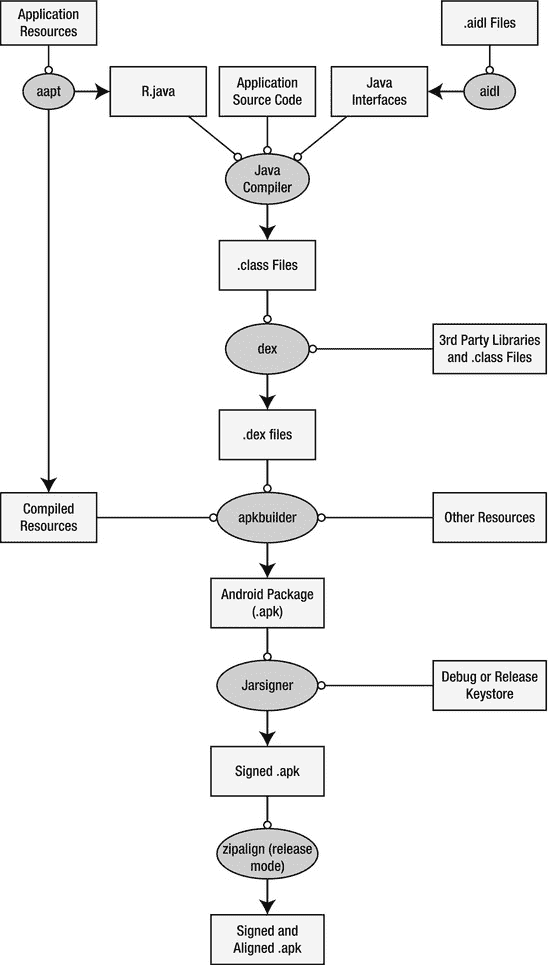 Application
Resources
.aidl Files
aapt
R.java
Application
Source Code
Java
Interfaces
aidl
Java
Compiler
.class Files
dex
3rd Party Libraries
and .class Files
.dex files
Compiled
Resources
apkbuilder
Other Resources
Android Package
(.apk)
Jarsigner
Debug or Release
Keystore
Signed .apk
zipalign (release
mode)
Signed and
Aligned .apk